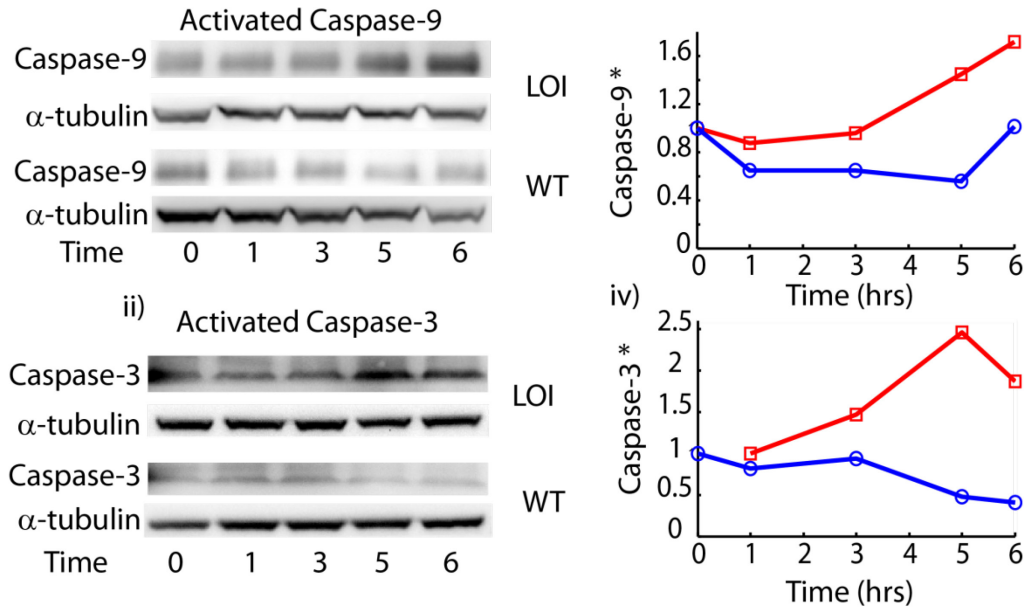 Activated Caspase-9
Caspase-9
α-tubulin
LOI
Caspase-9
α-tubulin
WT
Time 0 1 3 5 6
Caspase-9 *
1.6
1.2
0.8
0.4
0
0 1 2 3 4 5 6
Time (hrs)
ii)
Activated Caspase-3
Caspase-3
α-tubulin
LOI
Caspase-3
α-tubulin
WT
Time 0 1 3 5 6
iv)
Caspase-3 *
2.5
2
1.5
1
0.5
0
0 1 2 3 4 5 6
Time (hrs)